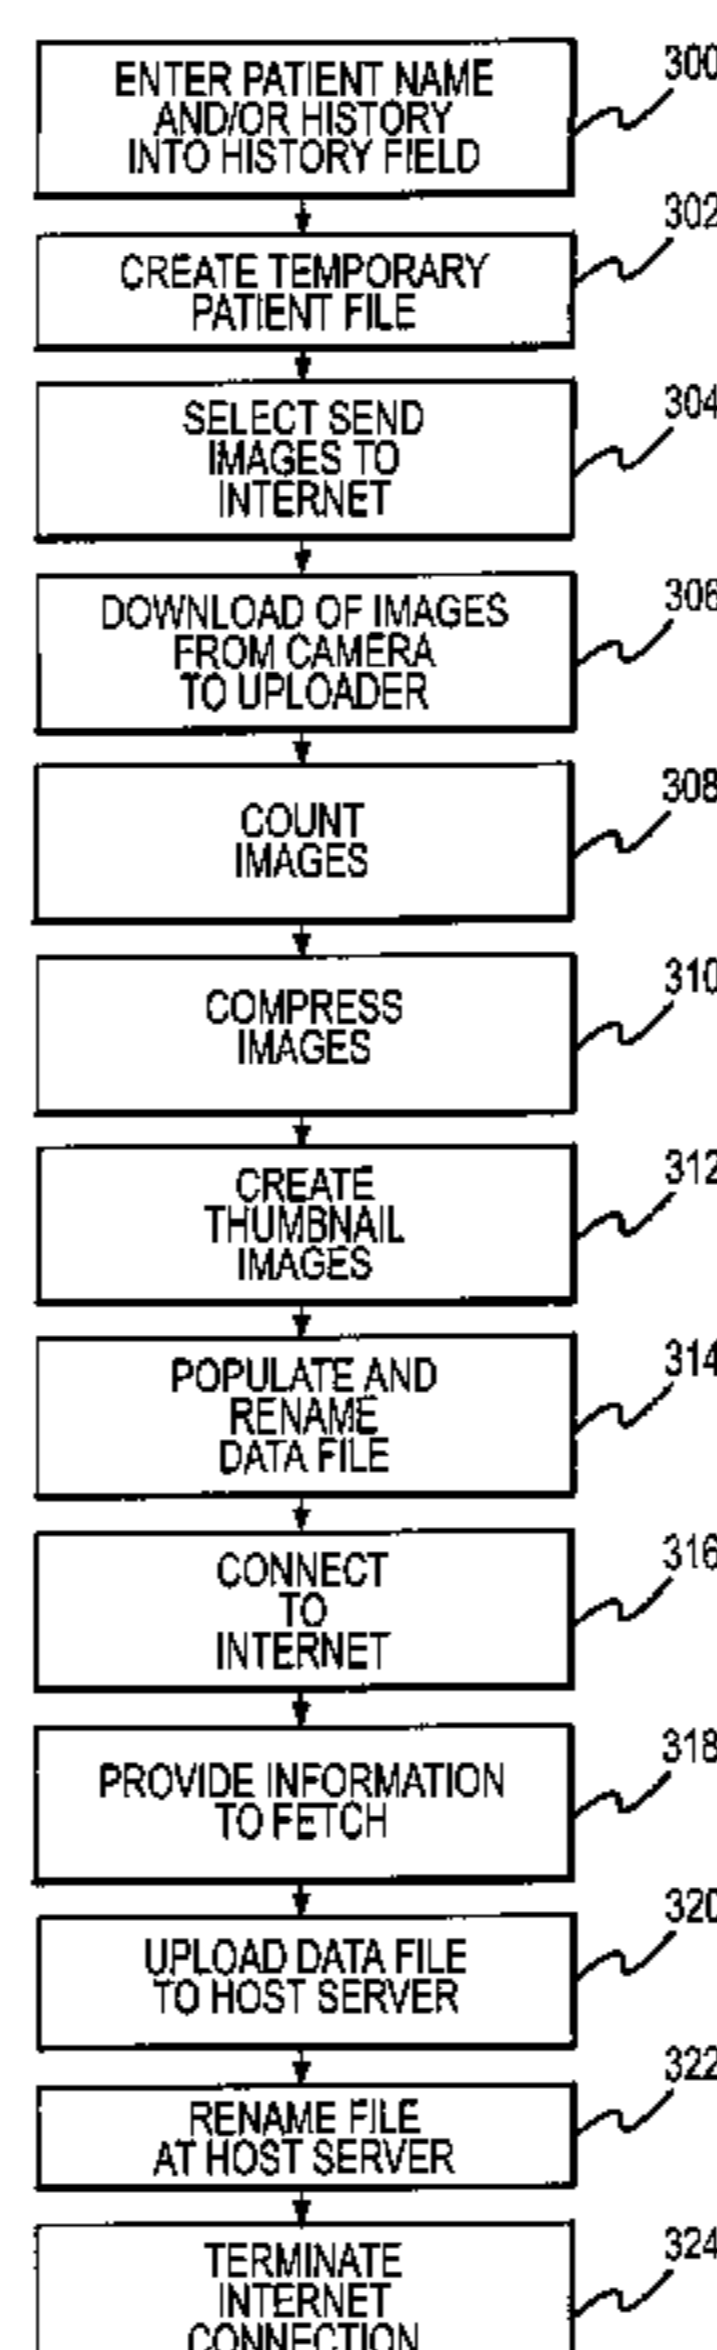 ENTER PATIENT NAME
AND/OR HISTORY
INTO HISTORY FIELD
300
CREATE TEMPORARY
PATIENT FILE
302
SELECT SEND
IMAGES TO
INTERNET
304
DOWNLOAD OF IMAGES
FROM CAMERA
TO UPLOADER
306
COUNT
IMAGES
308
COMPRESS
IMAGES
310
CREATE
THUMBNAIL
IMAGES
312
POPULATE AND
RENAME
DATA FILE
314
CONNECT
TO
INTERNET
316
PROVIDE INFORMATION
TO FETCH
318
UPLOAD DATA FILE
TO HOST SERVER
320
RENAME FILE
AT HOST SERVER
322
TERMINATE
INTERNET
CONNECTION
324